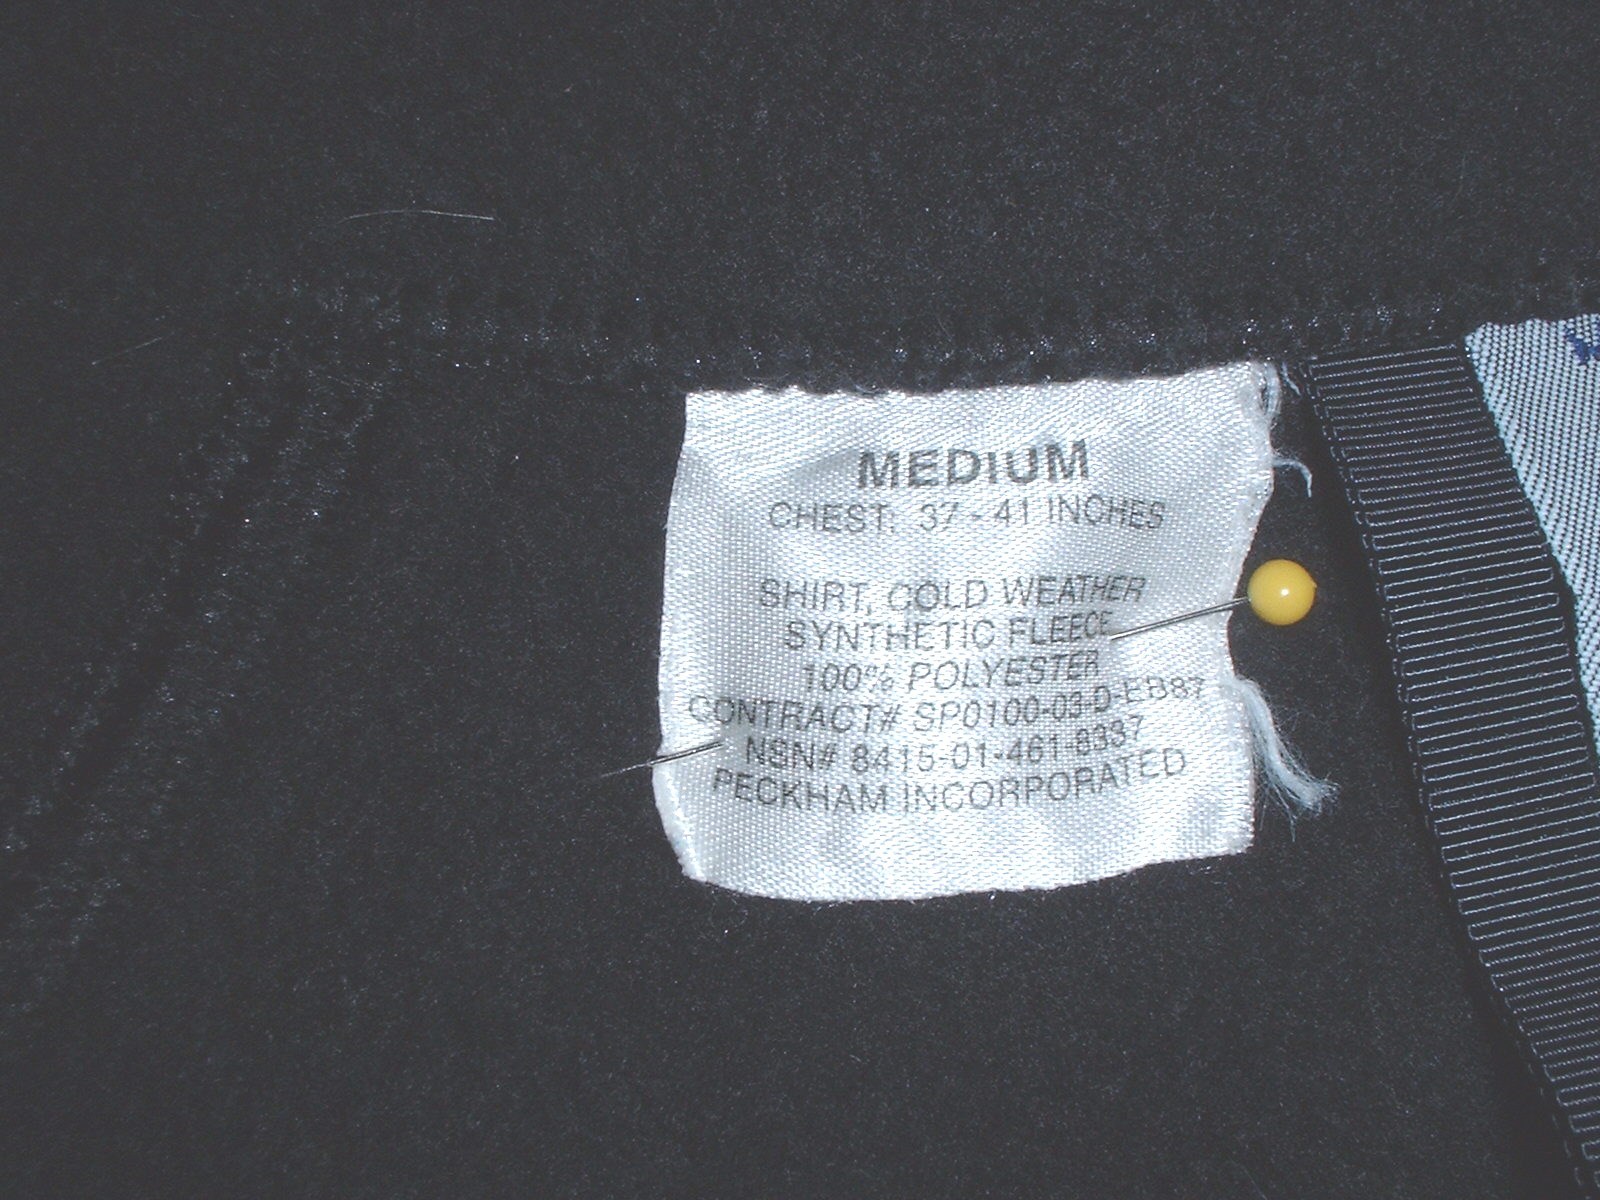 MEDIUM
CHEST: 37 - 41 INCHES
SHIRT, COLD WEATHER
SYNTHETIC FLEECE
100% POLYESTER
CONTRACT# SP0100-03-D-EB87
NSN# 8415-01-461-8337
PECKHAM INCORPORATED